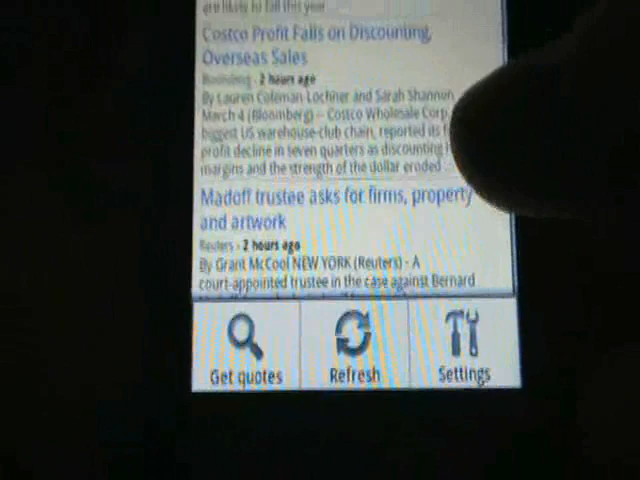 are likely to fall this year
Costco Profit Falls on Discounting,
Overseas Sales
Bloomberg - 2 hours ago
By Lauren Coleman-Lochner and Sarah Shannon
March 4 (Bloomberg) -- Costco Wholesale Corp
biggest US warehouse-club chain, reported its
profit decline in seven quarters as discounting
margins and the strength of the dollar eroded
Madoff trustee asks for firms, property
and artwork
Reuters - 2 hours ago
By Grant McCool NEW YORK (Reuters) - A
court-appointed trustee in the case against Bernard
Get quotes
Refresh
Settings